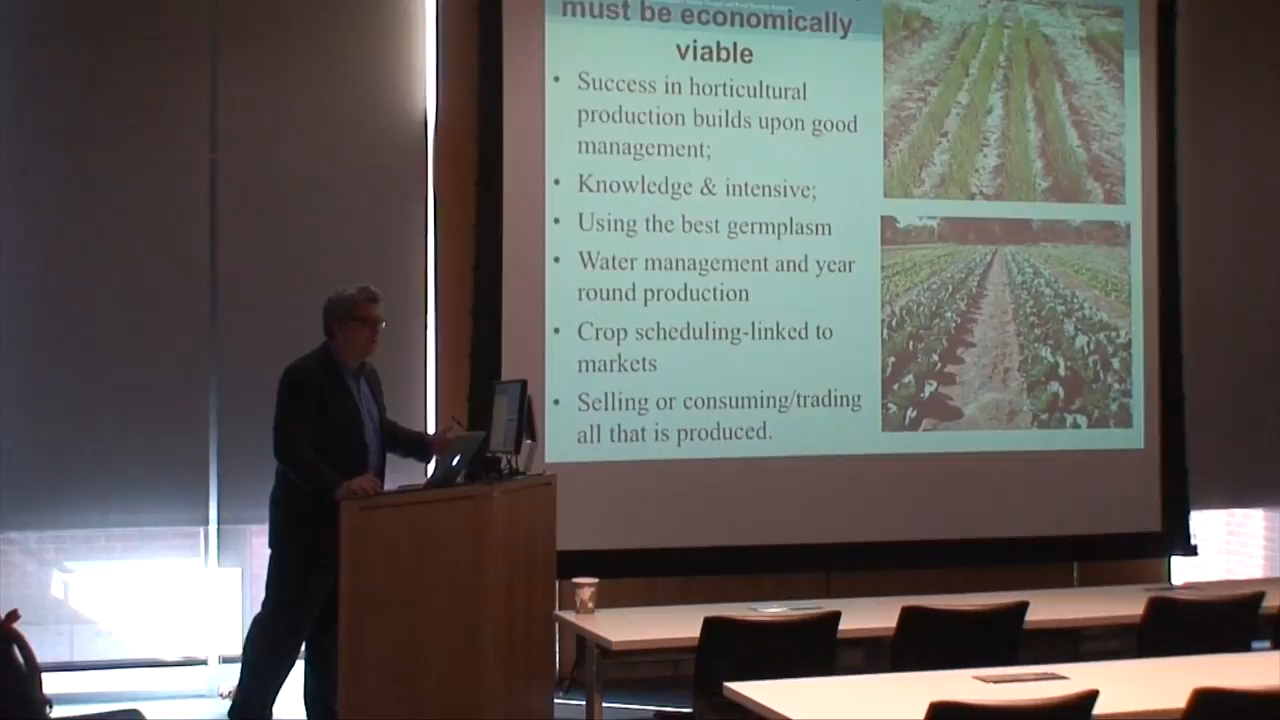 must be economically
viable
• Success in horticultural
production builds upon good
management;
• Knowledge & intensive;
• Using the best germplasm
• Water management and year
round production
• Crop scheduling-linked to
markets
• Selling or consuming/trading
all that is produced.